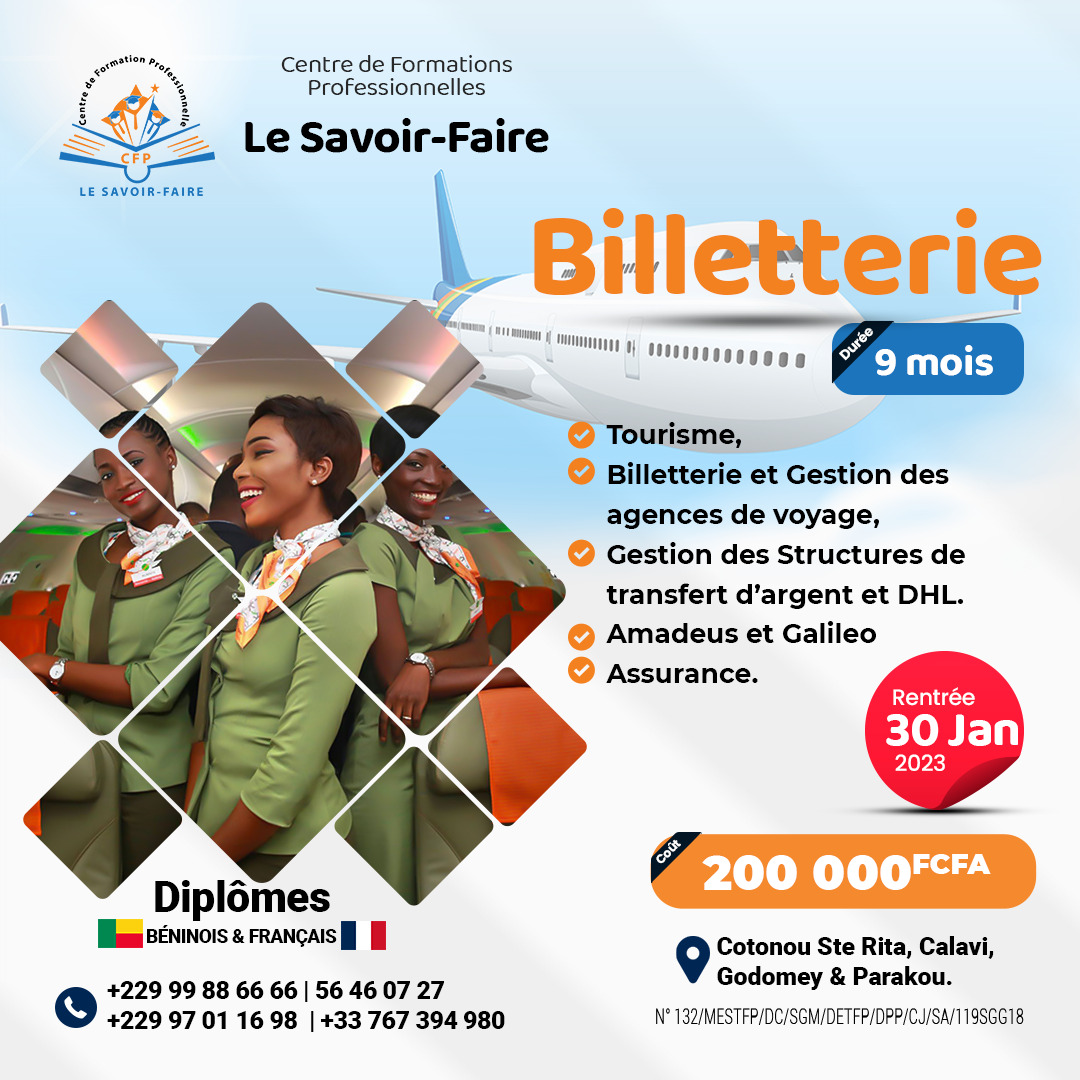 Centre de Formation Professionnelle
CFP
LE SAVOIR-FAIRE
Centre de Formations
Professionnelles
Le Savoir-Faire
Billetterie
Durée
9 mois
Tourisme,
Billetterie et Gestion des
agences de voyage,
Gestion des Structures de
transfert d’argent et DHL.
Amadeus et Galileo
Assurance.
Rentrée
30 Jan
2023
Coût
200 000 FCFA
Diplômes
BÉNINOIS & FRANÇAIS
+229 99 88 66 66 | 56 46 07 27
+229 97 01 16 98 | +33 767 394 980
Cotonou Ste Rita, Calavi,
Godomey & Parakou.
N° 132/MESTFP/DC/SGM/DETFP/DPP/CJ/SA/119SGG18